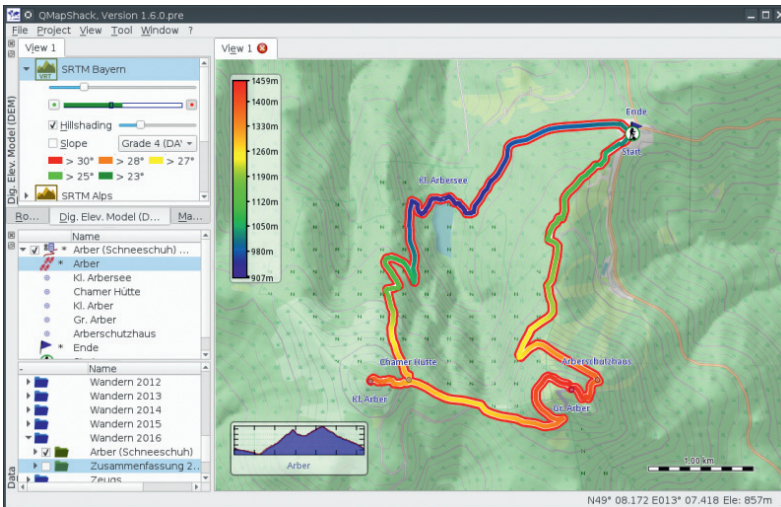 QMapShack, Version 1.6.0.pre
File Project View Tool Window ?
View 1
Dig. Elev. Model (DEM)
SRTM Bayern
VRT
Hillshading
Slope Grade 4 (DA'
> 30° > 28° > 27°
> 25° > 23°
SRTM Alps
Ro... Dig. Elev. Model (D... Ma...
Data
Name
* Arber (Schneeschuh) ...
* Arber
Kl. Arbersee
Chamer Hütte
Kl. Arber
Gr. Arber
Arberschutzhaus
* Ende
- Name
Wandern 2012
Wandern 2013
Wandern 2014
Wandern 2015
Wandern 2016
Arber (Schneeschuh)
Zusammenfassung 2...
Zeugs
View 1
1459m
1400m
1330m
1260m
1190m
1120m
1050m
980m
907m
Ende
Start
Kl. Arbersee
Chamer Hütte
Arberschutzhaus
Kl. Arber
Gr. Arber
Arber
1.00 km
N49° 08.172 E013° 07.418 Ele: 857m